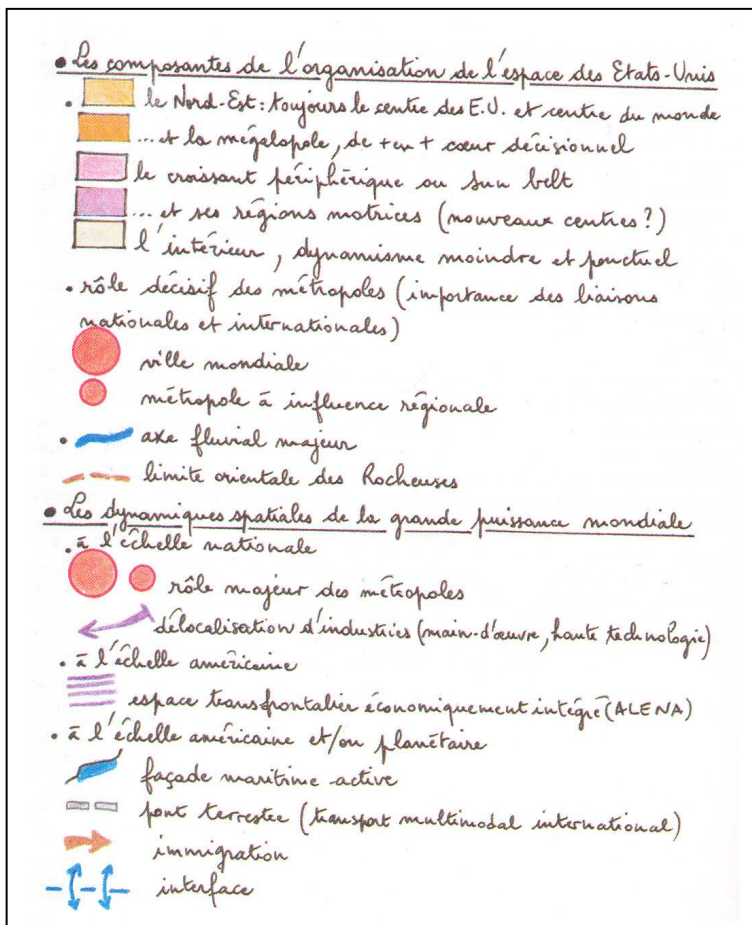 • Les composantes de l'organisation de l'espace des Etats-Unis
. le Nord-Est : toujours le centre des E.U. et centre du monde
... et la mégalopole, de + en + cœur décisionnel
le croissant périphérique ou Sun belt
... et ses régions motrices (nouveaux centres ?)
l'intérieur, dynamisme moindre et ponctuel
. rôle décisif des métropoles (importance des liaisons
nationales et internationales)
ville mondiale
métropole à influence régionale
. axe fluvial majeur
limite orientale des Rocheuses
• Les dynamiques spatiales de la grande puissance mondiale
. à l'échelle nationale
rôle majeur des métropoles
délocalisation d'industries (main-d'œuvre, haute technologie)
. à l'échelle américaine
espace transfrontalier économiquement intégré (ALENA)
. à l'échelle américaine et/ou planétaire
façade maritime active
pont terrestre (transport multimodal international)
immigration
interface